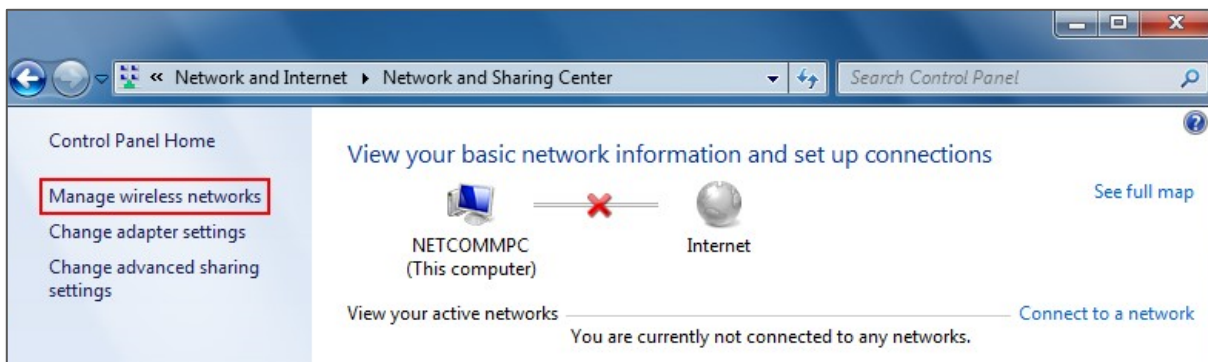 « Network and Internet ▸ Network and Sharing Center
Search Control Panel
Control Panel Home
Manage wireless networks
Change adapter settings
Change advanced sharing
settings
View your basic network information and set up connections
See full map
NETCOMMPC
(This computer)
Internet
View your active networks
Connect to a network
You are currently not connected to any networks.